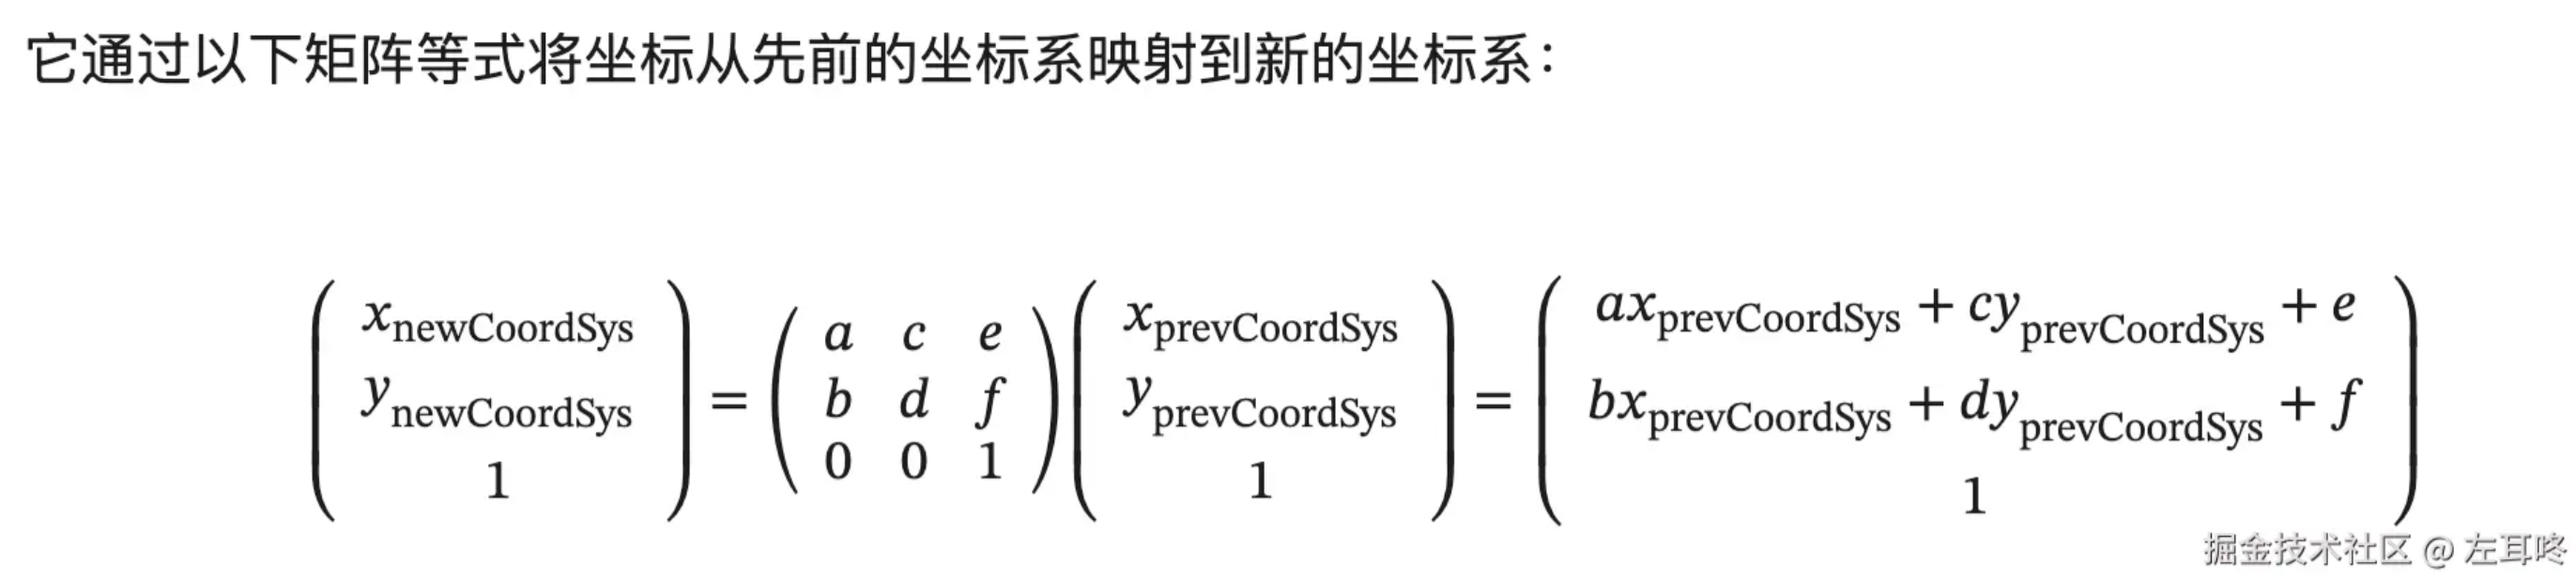 它通过以下矩阵等式将坐标从先前的坐标系映射到新的坐标系：
( x_newCoordSys y_newCoordSys 1 ) = ( a c e b d f 0 0 1 ) ( x_prevCoordSys y_prevCoordSys 1 ) = ( ax_prevCoordSys + cy_prevCoordSys + e bx_prevCoordSys + dy_prevCoordSys + f 1 )
掘金技术社区 @ 左耳咚